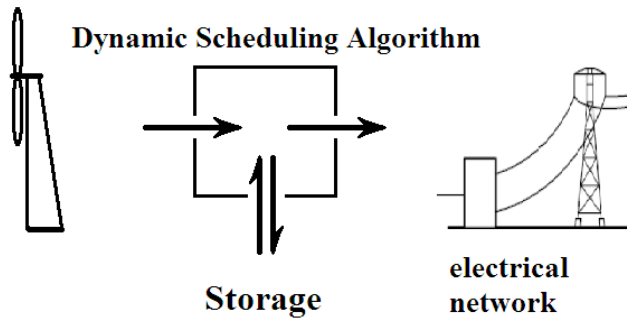 Dynamic Scheduling Algorithm
Storage
electrical
network